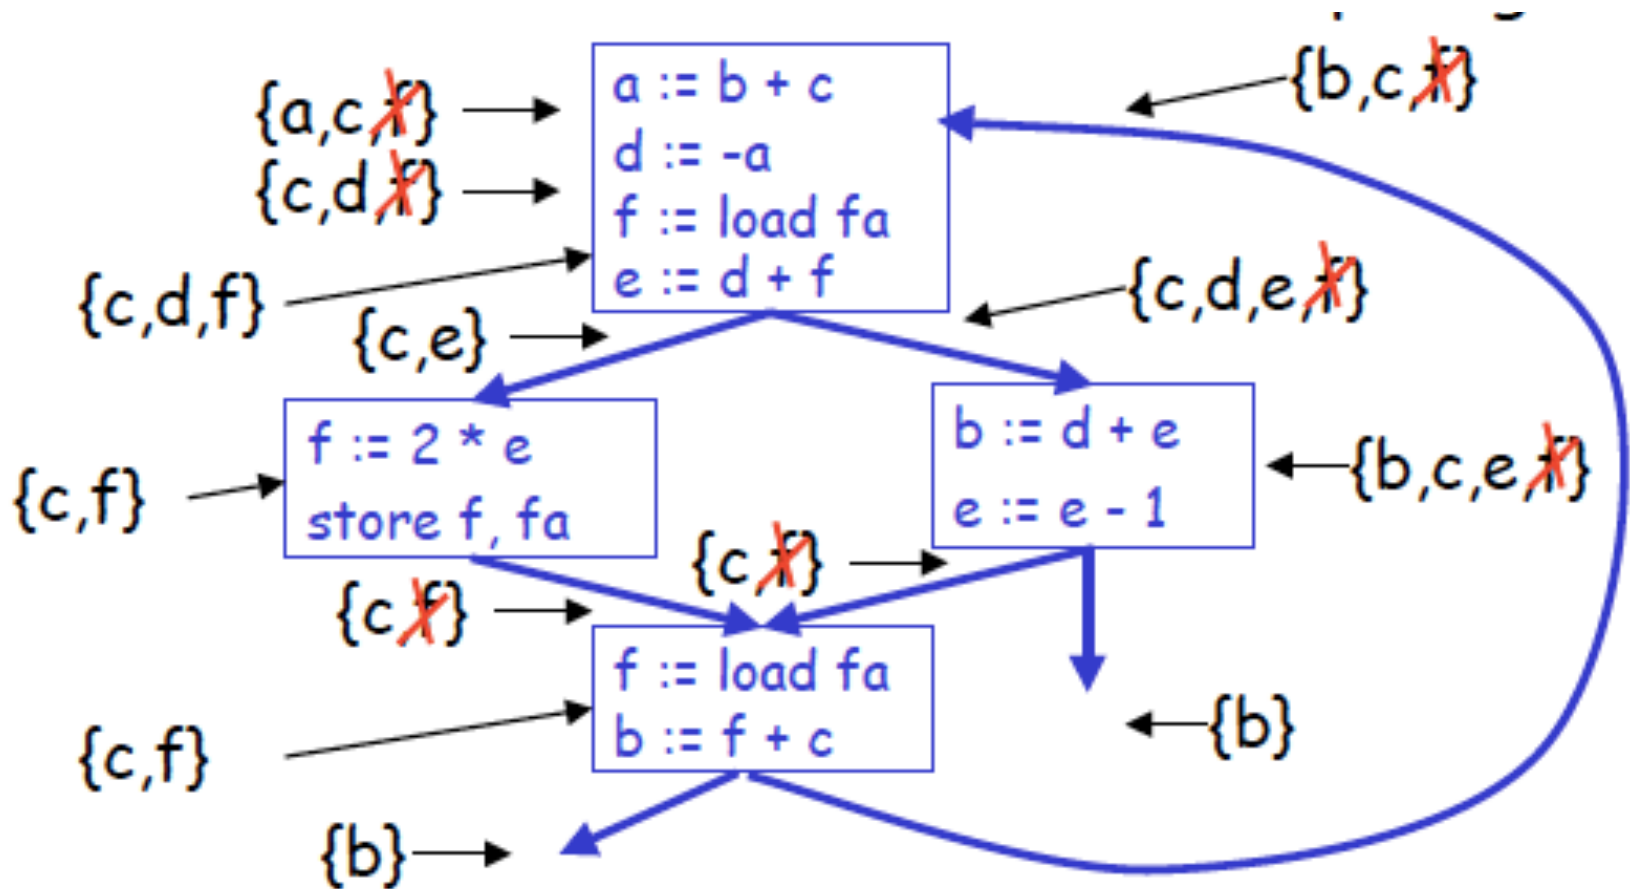 {b,c,f}
{a,c,f}
a := b + c
{c,d,f}
d := -a
f := load fa
e := d + f
{c,d,f}
{c,d,e,f}
{c,e}
f := 2 * e
store f, fa
b := d + e
e := e - 1
{b,c,e,f}
{c,f}
{c,f}
{c,f}
f := load fa
b := f + c
{b}
{c,f}
{b}